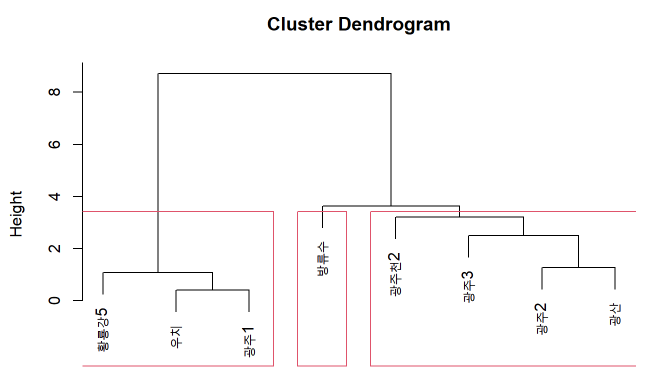 Cluster Dendrogram
Height
8
6
4
2
0
황룡강5
우치
광주1
방류수
광주천2
광주3
광주2
광산